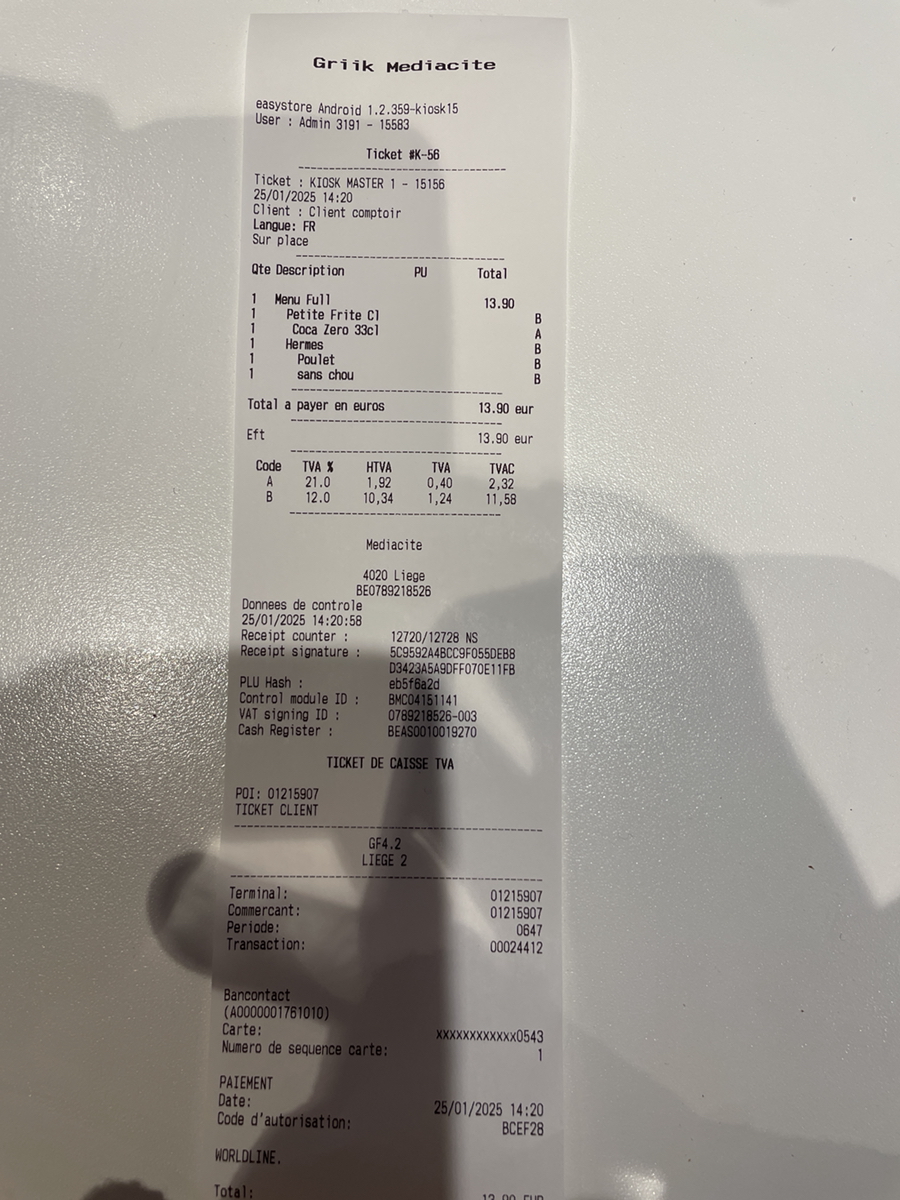 Griik Mediacite
easystore Android 1.2.359-kiosk15
User : Admin 3191 - 15583
Ticket #K-56
Ticket : KIOSK MASTER 1 - 15156
25/01/2025 14:20
Client : Client comptoir
Langue: FR
Sur place
Qte Description PU Total
1 Menu Full 13.90
1 Petite Frite Cl B
1 Coca Zero 33cl A
1 Hermes B
1 Poulet B
1 sans chou B
Total a payer en euros 13.90 eur
Eft 13.90 eur
Code TVA % HTVA TVA TVAC
A 21.0 1,92 0,40 2,32
B 12.0 10,34 1,24 11,58
Mediacite
4020 Liege
BE0789218526
Donnees de controle
25/01/2025 14:20:58
Receipt counter : 12720/12728 NS
Receipt signature : 5C9592A4BCC9F055DEB8
D3423A5A9DFF070E11FB
PLU Hash : eb5f6a2d
Control module ID : BMC04151141
VAT signing ID : 0789218526-003
Cash Register : BEAS0010019270
TICKET DE CAISSE TVA
POI: 01215907
TICKET CLIENT
GF4.2
LIEGE 2
Terminal: 01215907
Commercant: 01215907
Periode: 0647
Transaction: 00024412
Bancontact
(A0000001761010)
Carte: xxxxxxxxxxxx0543
Numero de sequence carte: 1
PAIEMENT
Date: 25/01/2025 14:20
Code d'autorisation: BCEF28
WORLDLINE.
Total: 13.90 EUR